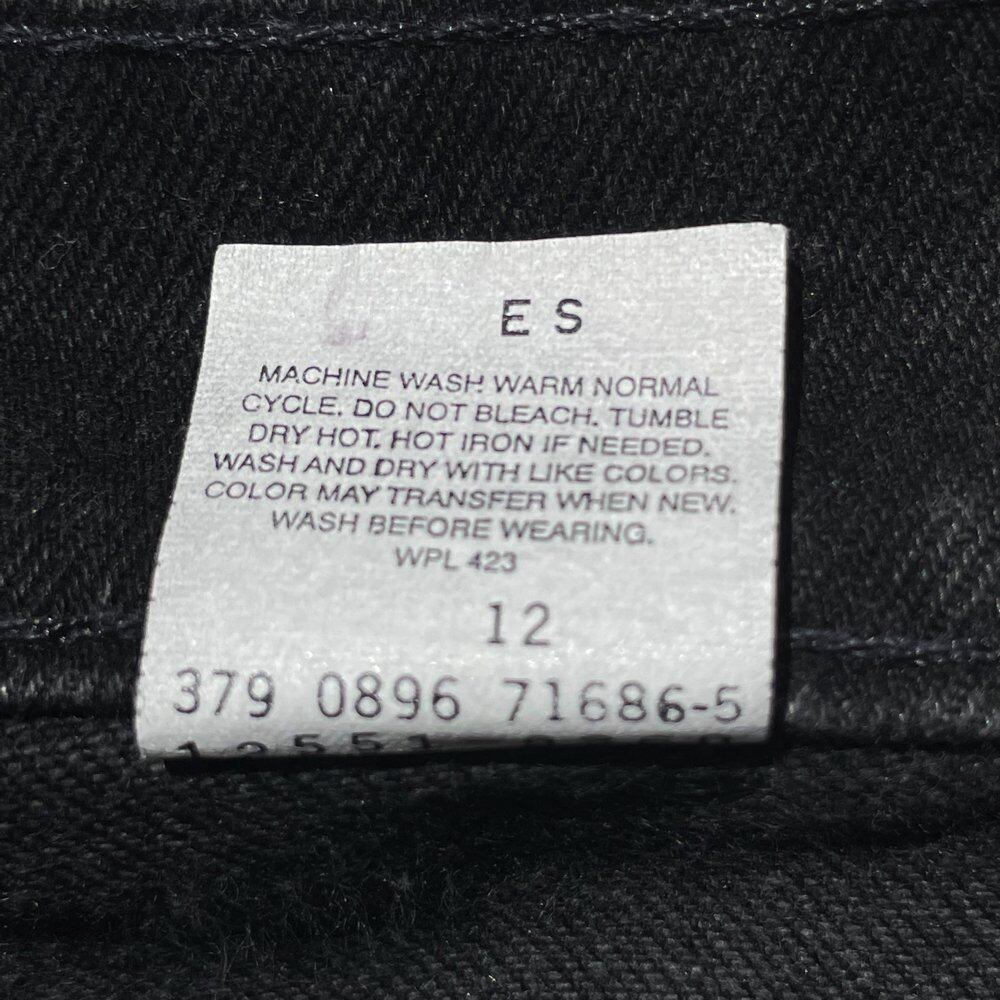 E S
MACHINE WASH WARM NORMAL
CYCLE. DO NOT BLEACH. TUMBLE
DRY HOT. HOT IRON IF NEEDED.
WASH AND DRY WITH LIKE COLORS.
COLOR MAY TRANSFER WHEN NEW.
WASH BEFORE WEARING.
WPL 423
12
379 0896 71686-5